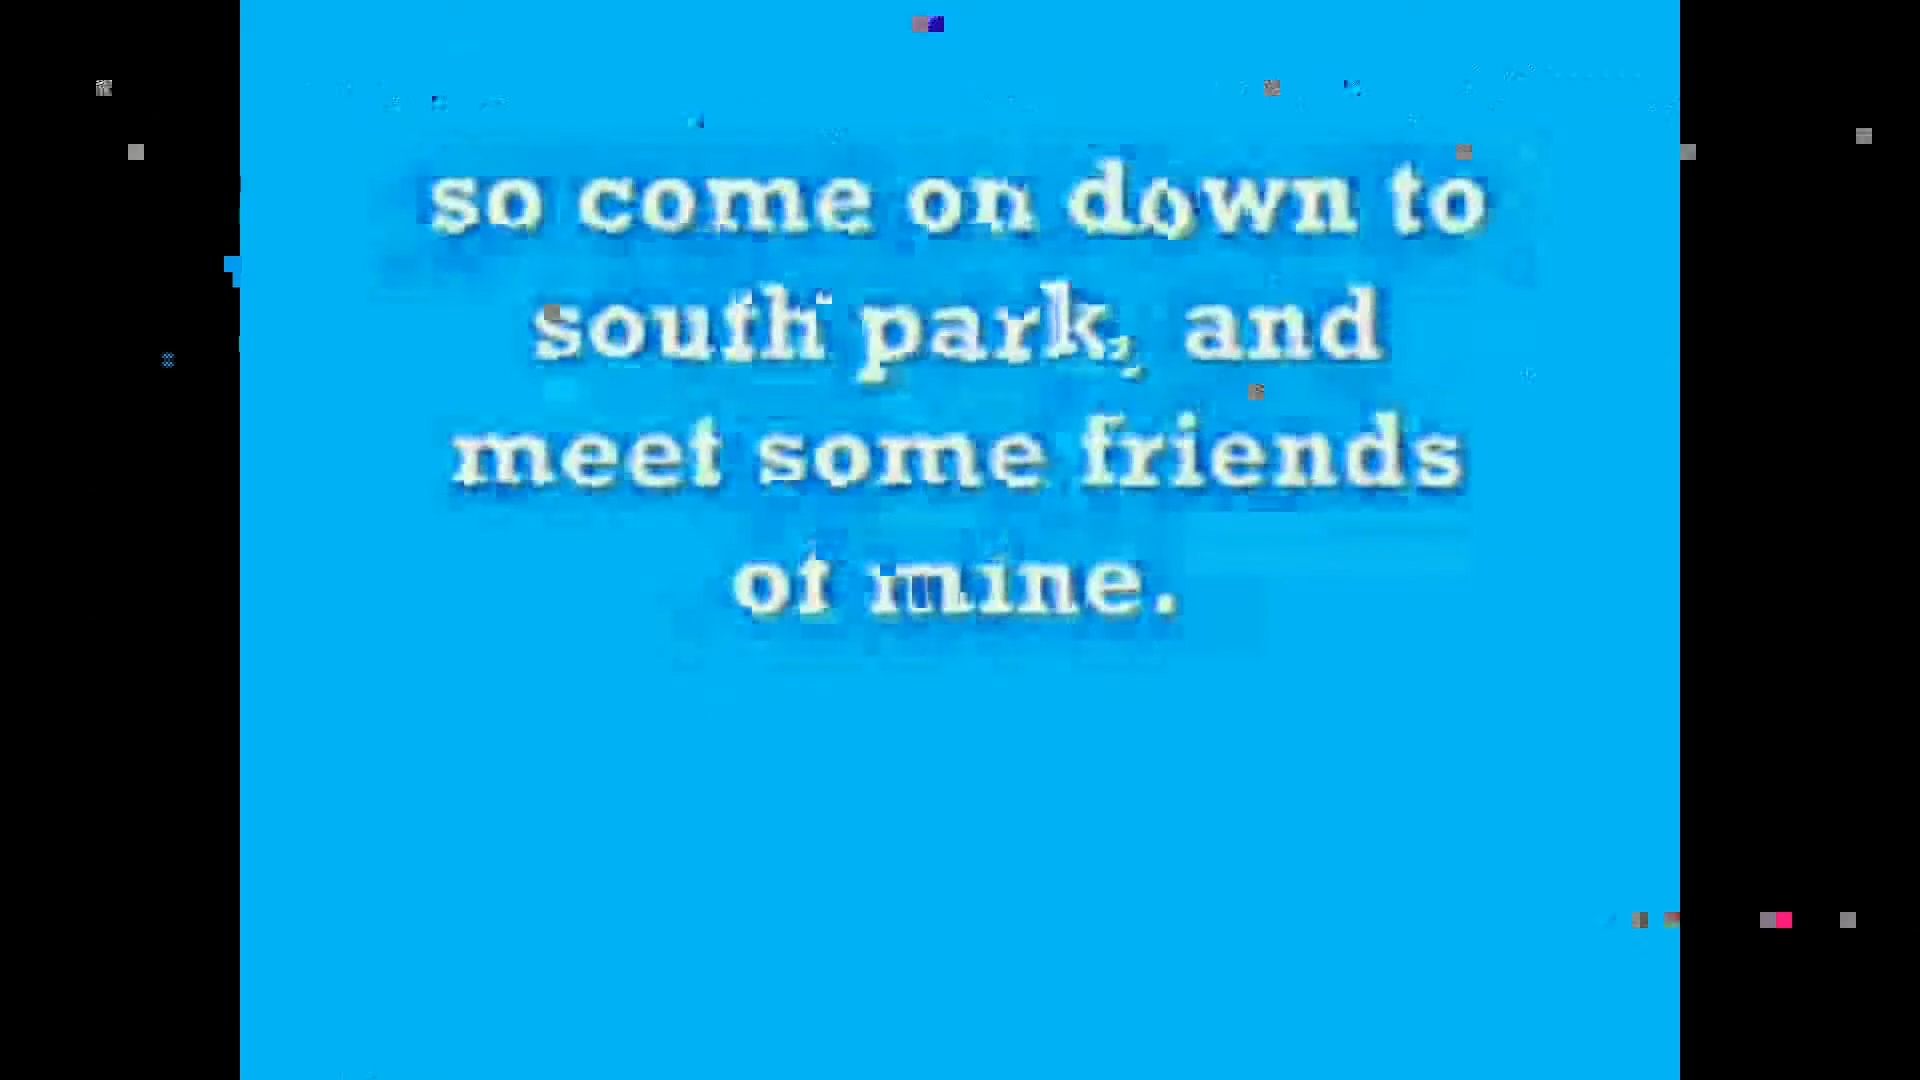 so come on down to
south park, and
meet some friends
of mine.